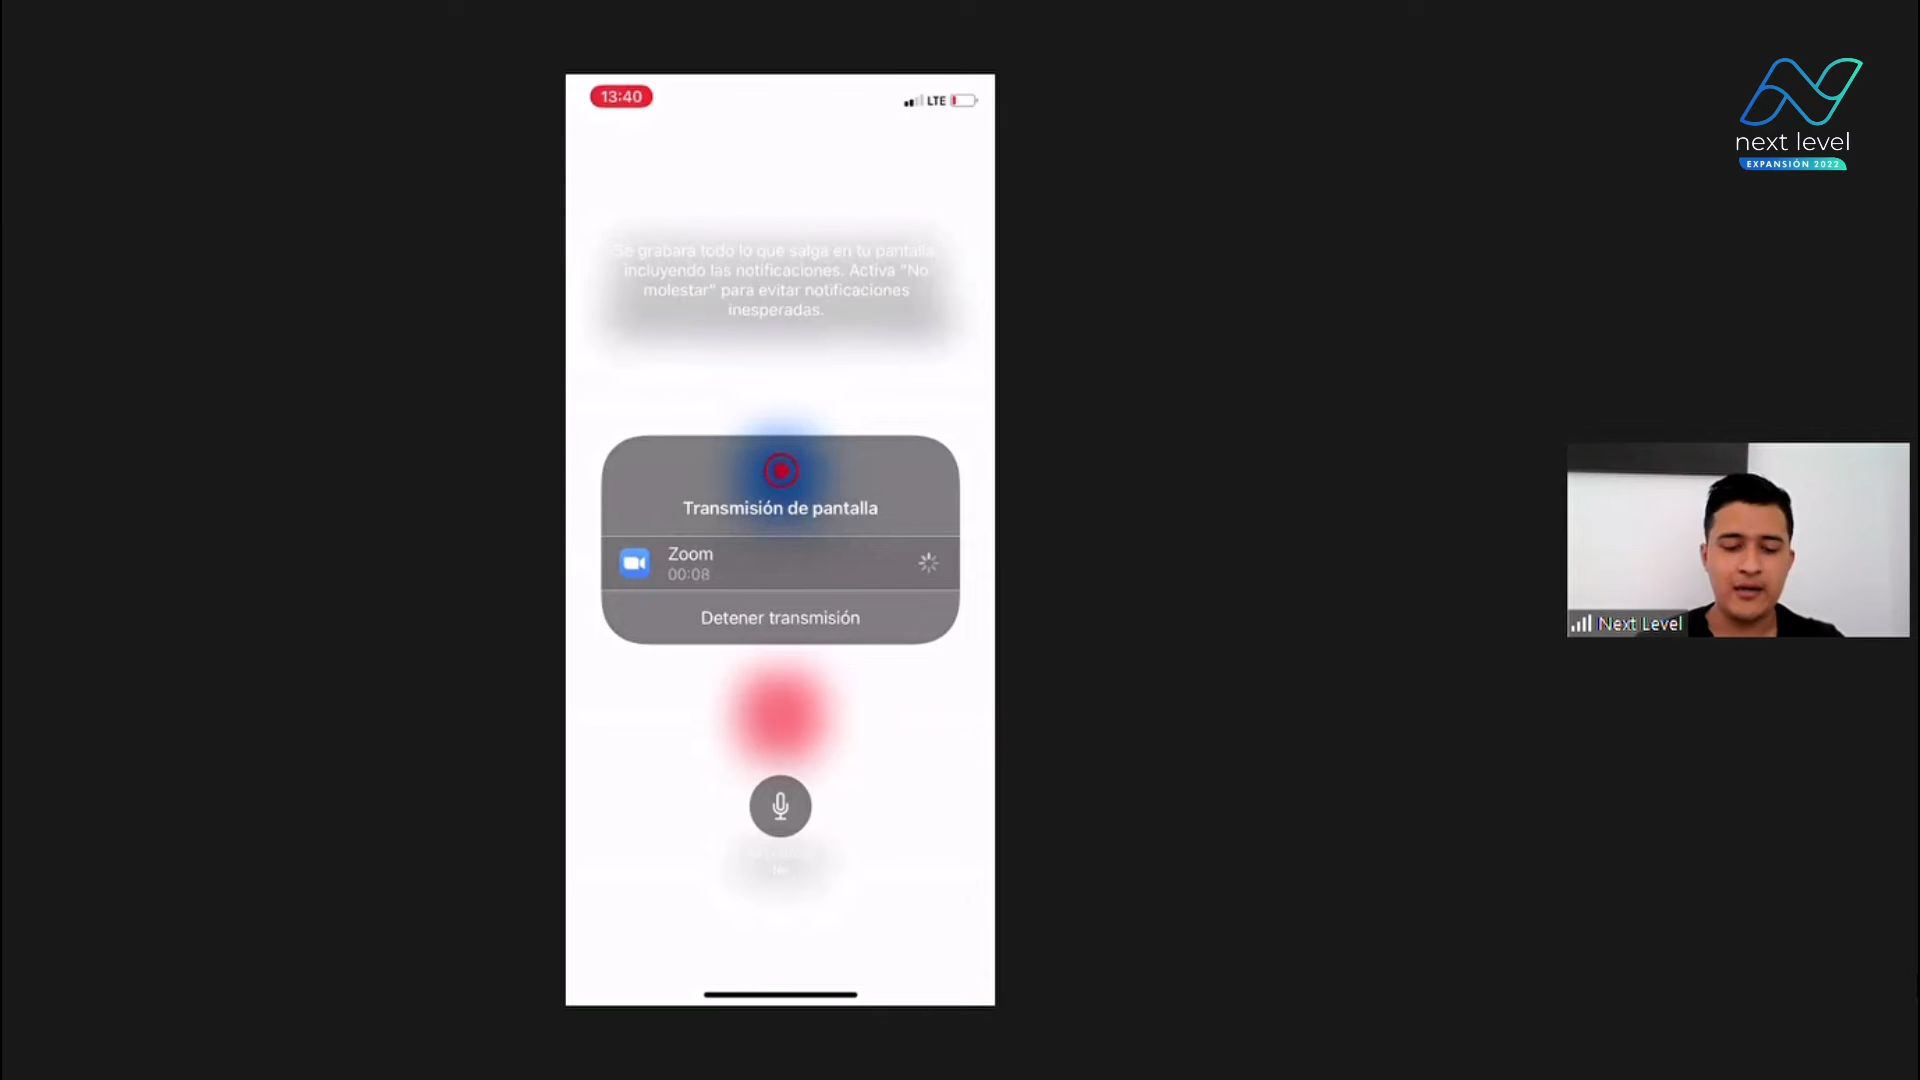 13:40
LTE
next level
EXPANSIÓN 2022
Se grabará todo lo que salga en tu pantalla,
incluyendo las notificaciones. Activa "No
molestar" para evitar notificaciones
inesperadas.
Transmisión de pantalla
Zoom
00:08
Detener transmisión
Next Level